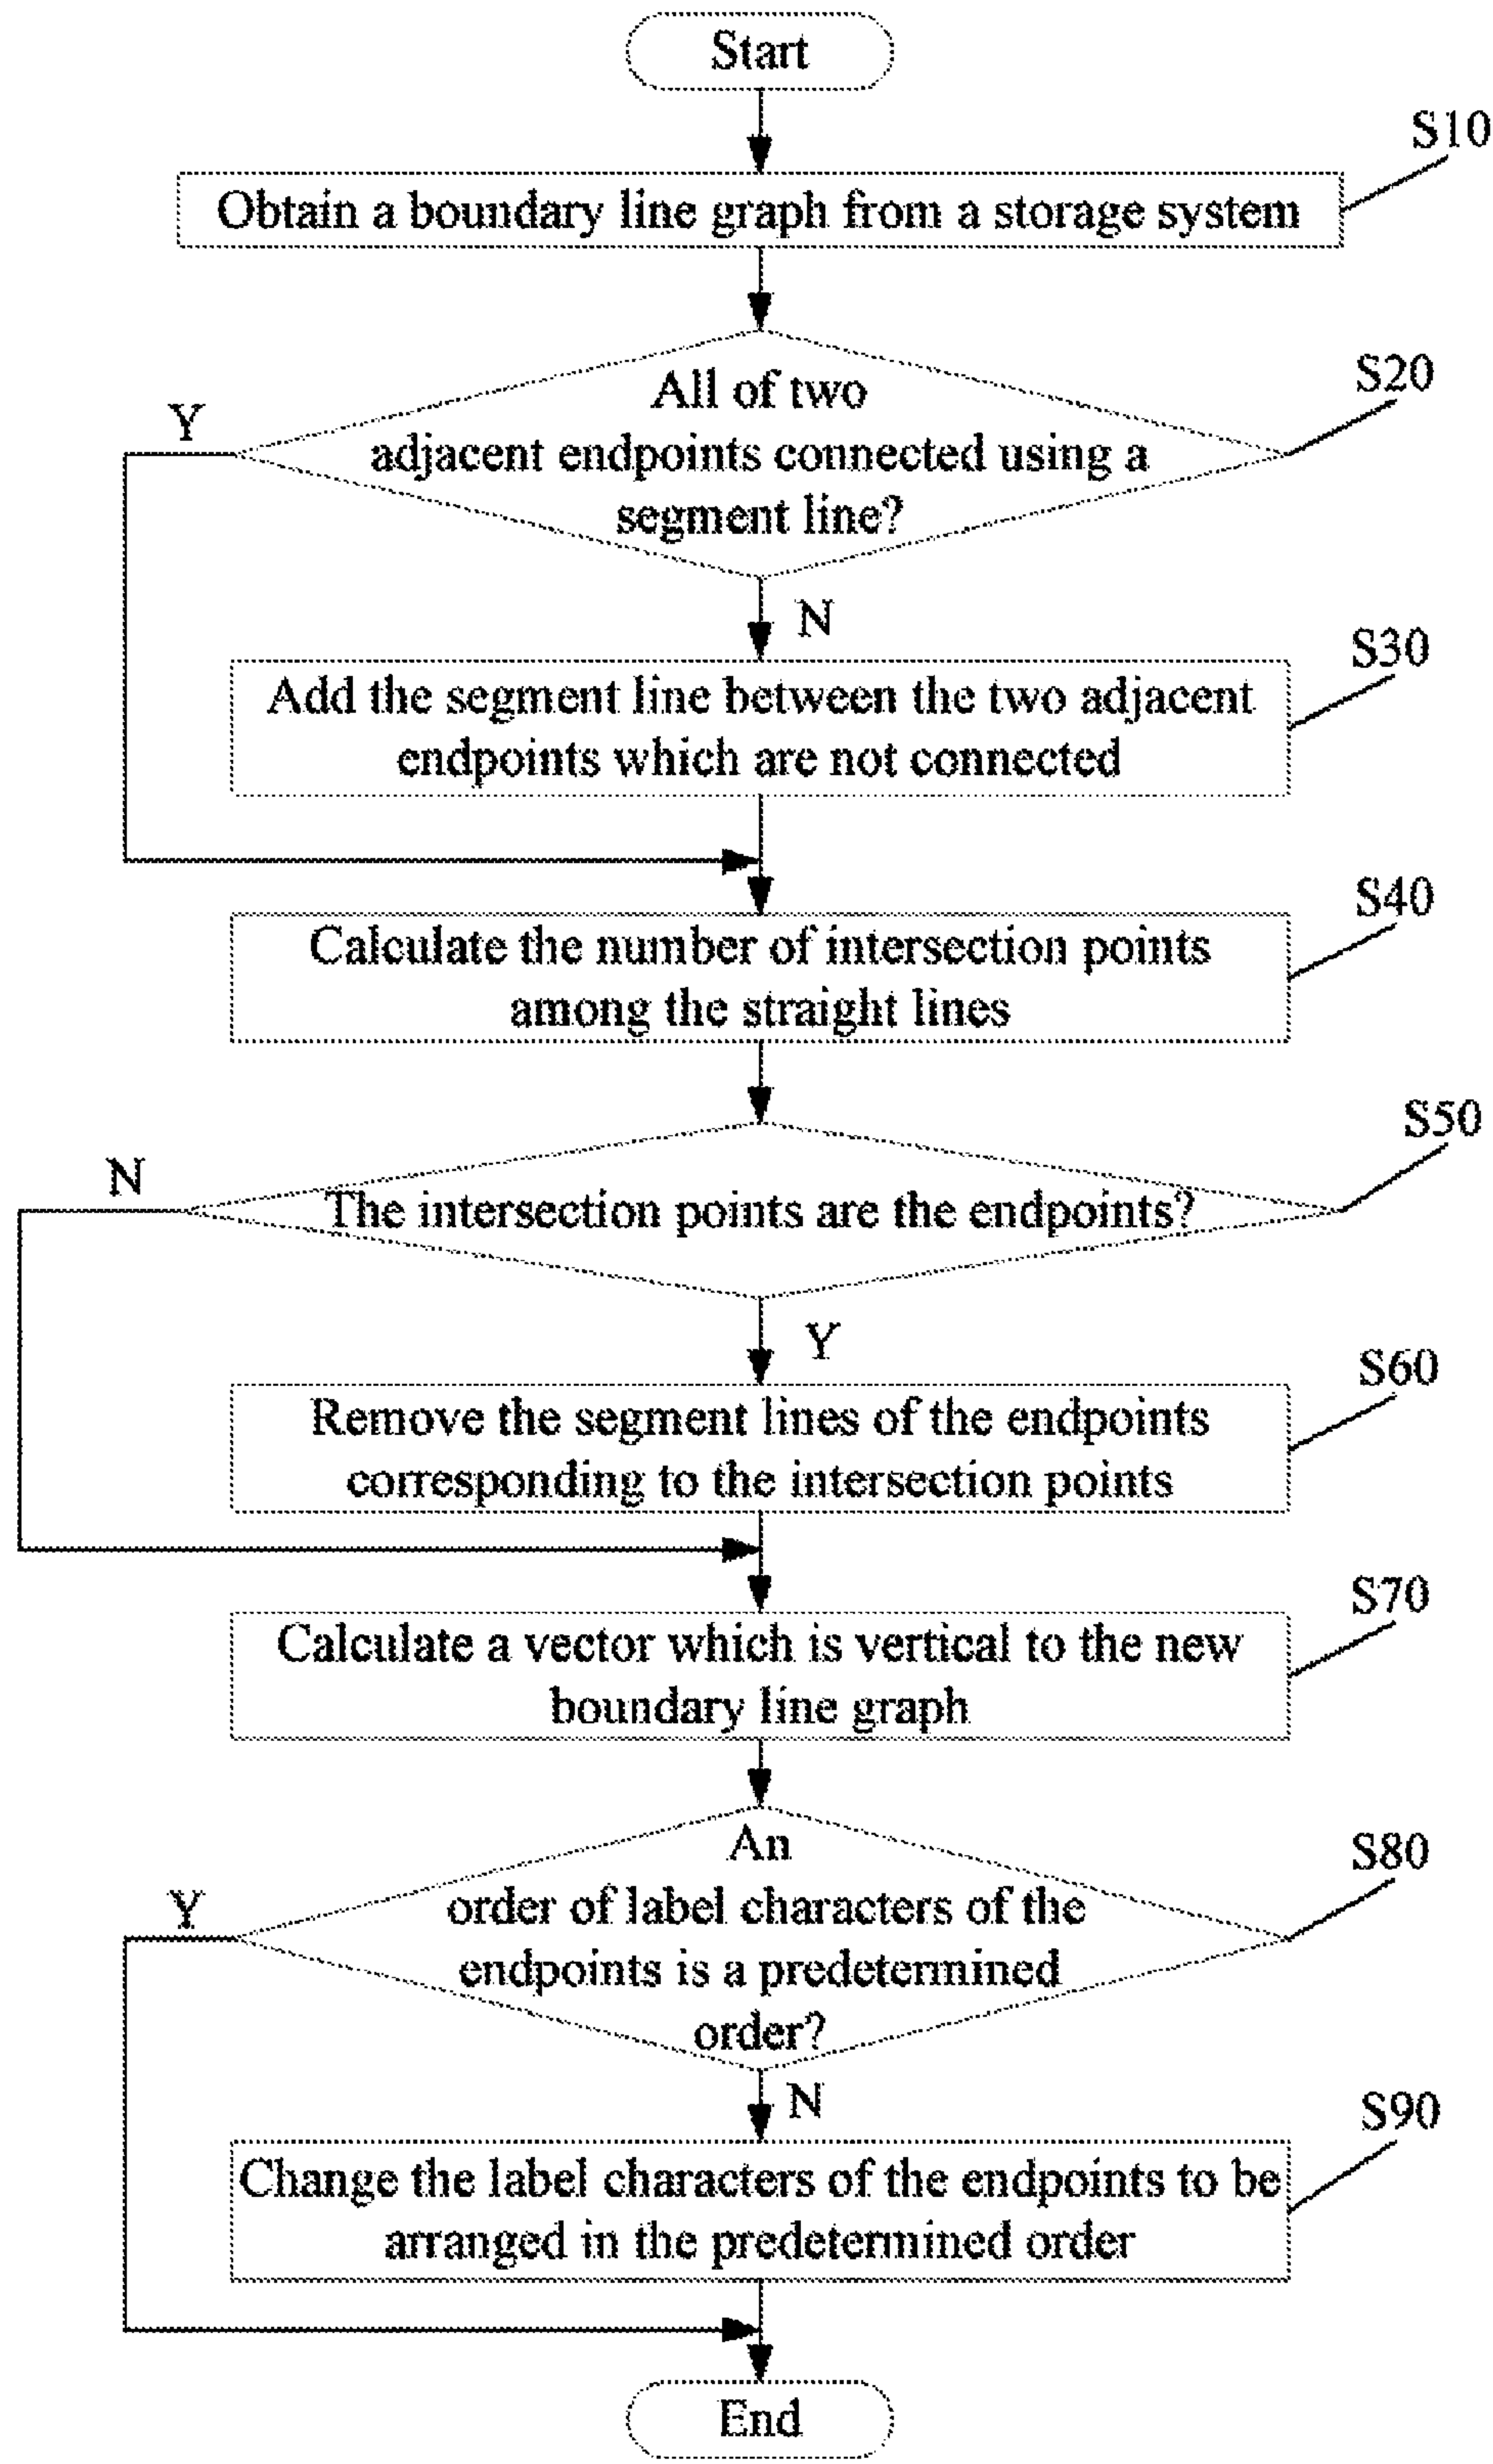 Start
S10
Obtain a boundary line graph from a storage system
S20
All of two
Y
adjacent endpoints connected using a
segment line?
N
S30
Add the segment line between the two adjacent
endpoints which are not connected
S40
Calculate the number of intersection points
among the straight lines
S50
N
The intersection points are the endpoints?
Y
S60
Remove the segment lines of the endpoints
corresponding to the intersection points
S70
Calculate a vector which is vertical to the new
boundary line graph
An
S80
Y
order of label characters of the
endpoints is a predetermined
order?
N
S90
Change the label characters of the endpoints to be
arranged in the predetermined order
End